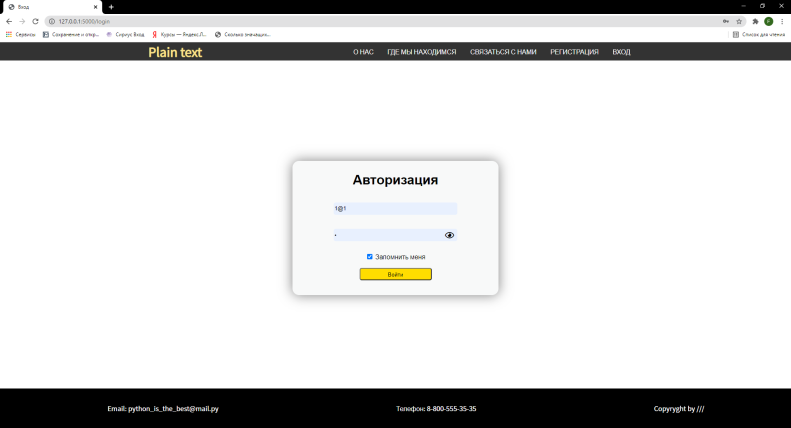 Вход
127.0.0.1:5000/login
Сервисы Сохранение и откр... Сириус Вход Курсы — Яндекс.Л... Сколько значащих... Список для чтения
Plain text О НАС ГДЕ МЫ НАХОДИМСЯ СВЯЗАТЬСЯ С НАМИ РЕГИСТРАЦИЯ ВХОД
Авторизация
1@1
Запомнить меня
Войти
Email: python_is_the_best@mail.py Телефон: 8-800-555-35-35 Copyryght by ///